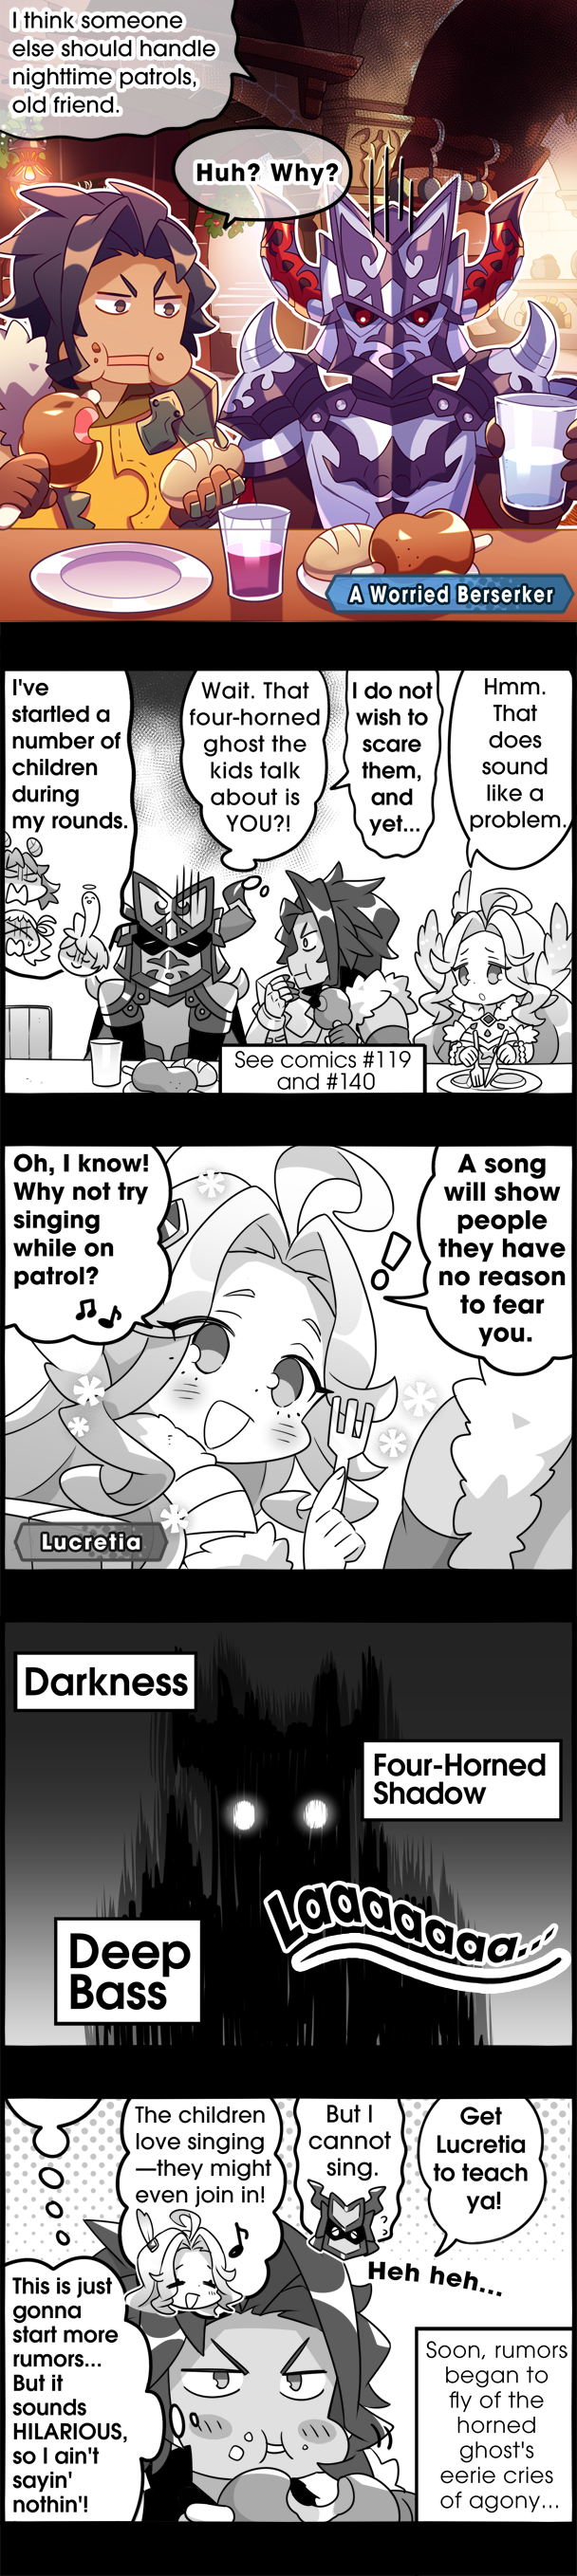 I think someone
else should handle
nighttime patrols,
old friend.
Huh? Why?
A Worried Berserker
I've
startled a
number of
children
during
my rounds.
Wait. That
four-horned
ghost the
kids talk
about is
YOU?!
I do not
wish to
scare
them,
and
yet...
Hmm.
That
does
sound
like a
problem.
See comics #119
and #140
Oh, I know!
Why not try
singing
while on
patrol?
A song
will show
people
they have
no reason
to fear
you.
Lucretia
Darkness
Four-Horned
Shadow
Laaaaaaaa...
Deep
Bass
The children
love singing
—they might
even join in!
But I
cannot
sing.
Get
Lucretia
to teach
ya!
Heh heh...
This is just
gonna
start more
rumors...
But it
sounds
HILARIOUS,
so I ain't
sayin'
nothin'!
Soon, rumors
began to
fly of the
horned
ghost's
eerie cries
of agony...